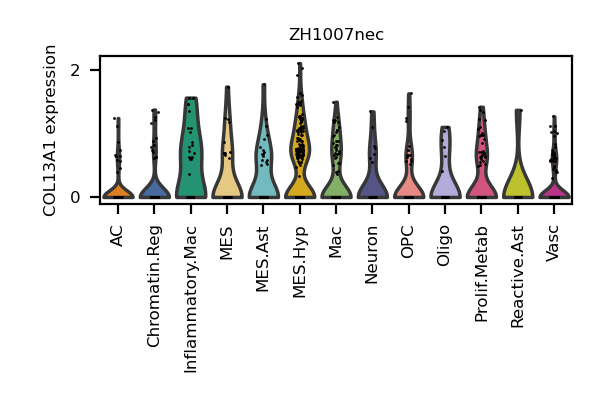 ZH1007nec
COL13A1 expression
2
0
AC
Chromatin.Reg
Inflammatory.Mac
MES
MES.Ast
MES.Hyp
Mac
Neuron
OPC
Oligo
Prolif.Metab
Reactive.Ast
Vasc